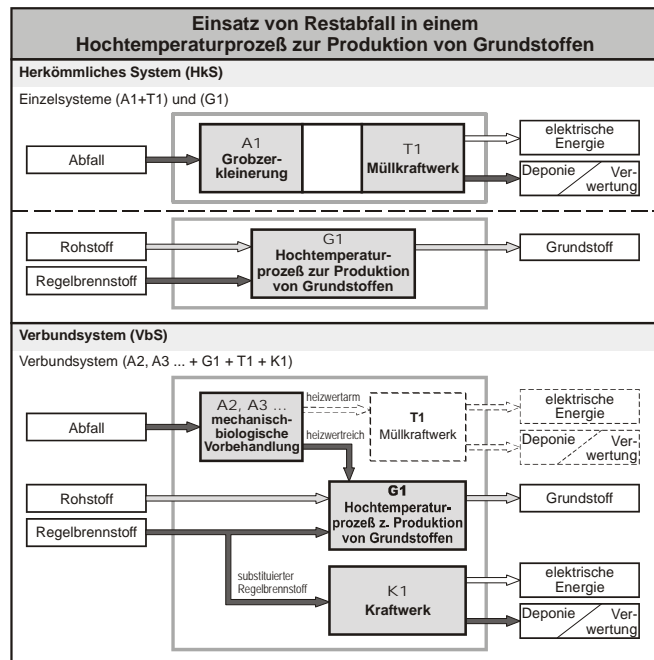 Einsatz von Restabfall in einem
Hochtemperaturprozeß zur Produktion von Grundstoffen
Herkömmliches System (HkS)
Einzelsysteme (A1+T1) und (G1)
Abfall
A1
Grobzer-
kleinerung
T1
Müllkraftwerk
elektrische
Energie
Deponie
Ver-
wertung
Rohstoff
Regelbrennstoff
G1
Hochtemperatur-
prozeß zur Produktion
von Grundstoffen
Grundstoff
Verbundsystem (VbS)
Verbundsystem (A2, A3 ... + G1 + T1 + K1)
Abfall
A2, A3 ...
mechanisch-
biologische
Vorbehandlung
heizwertarm
heizwertreich
T1
Müllkraftwerk
elektrische
Energie
Deponie
Ver-
wertung
Rohstoff
Regelbrennstoff
G1
Hochtemperatur-
prozeß z. Produktion
von Grundstoffen
Grundstoff
substituierter
Regelbrennstoff
K1
Kraftwerk
elektrische
Energie
Deponie
Ver-
wertung